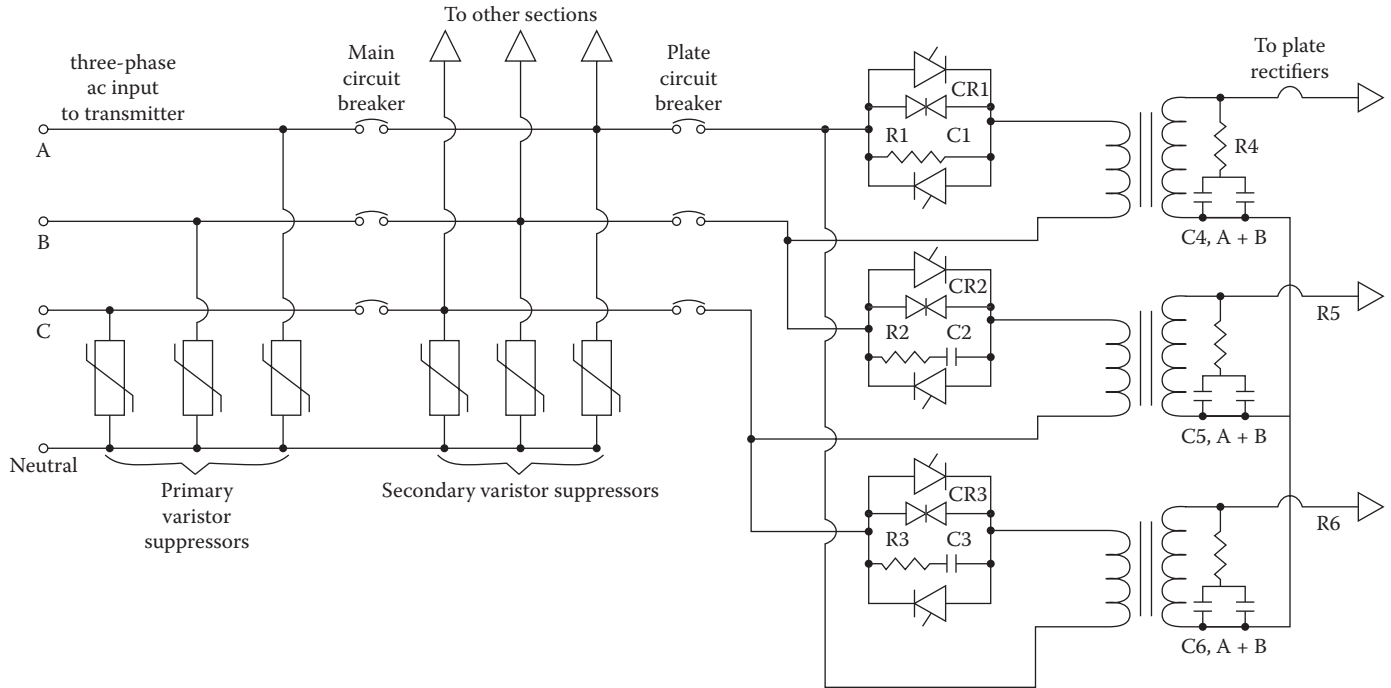 To other sections
three-phase
ac input
to transmitter
Main
circuit
breaker
Plate
circuit
breaker
To plate
rectifiers
A
B
C
Neutral
Primary
varistor
suppressors
Secondary varistor suppressors
CR1
R1 C1
R4
C4, A + B
CR2
R2 C2
R5
C5, A + B
CR3
R3 C3
R6
C6, A + B